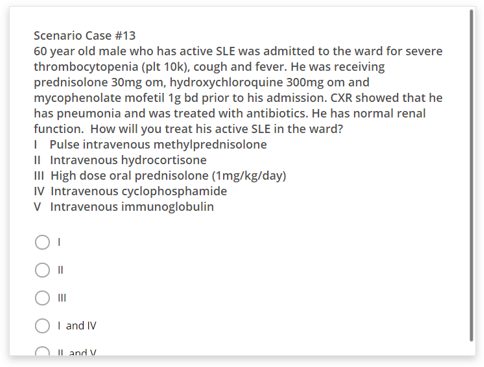 Scenario Case #13
60 year old male who has active SLE was admitted to the ward for severe
thrombocytopenia (plt 10k), cough and fever. He was receiving
prednisolone 30mg om, hydroxychloroquine 300mg om and
mycophenolate mofetil 1g bd prior to his admission. CXR showed that he
has pneumonia and was treated with antibiotics. He has normal renal
function. How will you treat his active SLE in the ward?
I Pulse intravenous methylprednisolone
II Intravenous hydrocortisone
III High dose oral prednisolone (1mg/kg/day)
IV Intravenous cyclophosphamide
V Intravenous immunoglobulin
I
II
III
I and IV
II and V